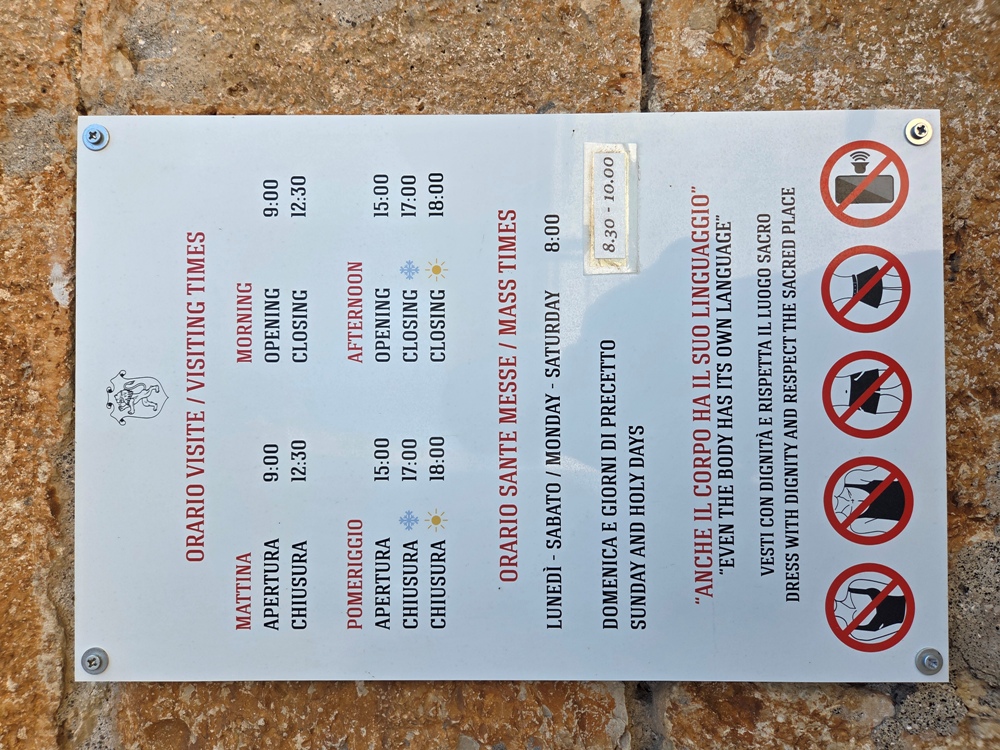 ORARIO VISITE / VISITING TIMES
MATTINA MORNING
APERTURA 9:00 OPENING 9:00
CHIUSURA 12:30 CLOSING 12:30
POMERIGGIO AFTERNOON
APERTURA 15:00 OPENING 15:00
CHIUSURA 17:00 CLOSING 17:00
CHIUSURA 18:00 CLOSING 18:00
ORARIO SANTE MESSE / MASS TIMES
LUNEDÌ - SABATO / MONDAY - SATURDAY 8:00
DOMENICA E GIORNI DI PRECETTO 8.30 - 10.00
SUNDAY AND HOLY DAYS
"ANCHE IL CORPO HA IL SUO LINGUAGGIO"
"EVEN THE BODY HAS ITS OWN LANGUAGE"
VESTI CON DIGNITÀ E RISPETTA IL LUOGO SACRO
DRESS WITH DIGNITY AND RESPECT THE SACRED PLACE